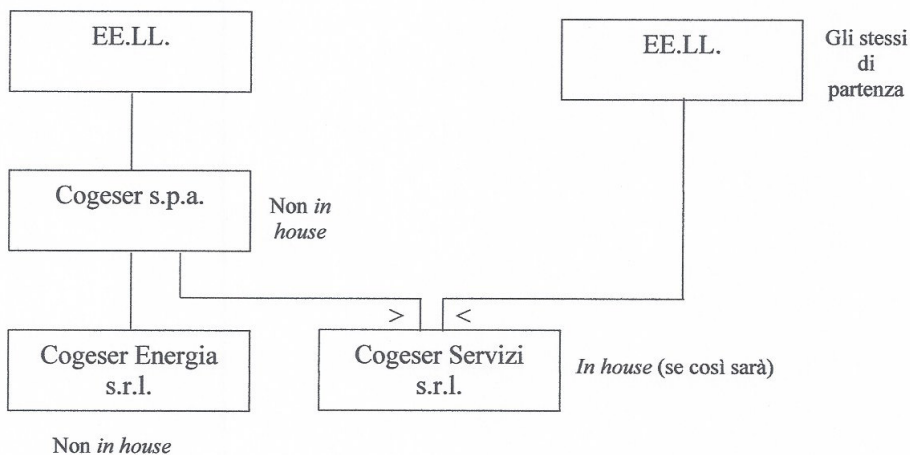 EE.LL.
EE.LL.
Gli stessi
di
partenza
Cogeser s.p.a.
Non in
house
> <
Cogeser Energia
s.r.l.
Cogeser Servizi
s.r.l.
In house (se così sarà)
Non in house